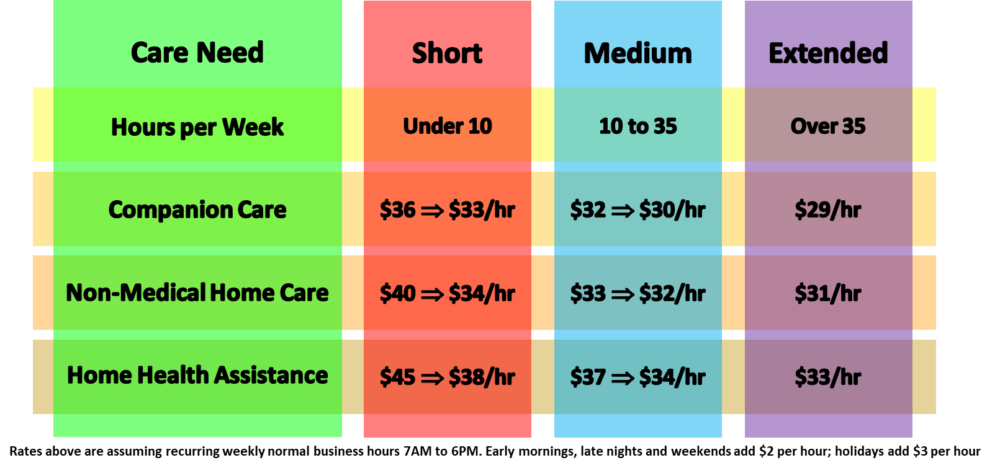 Care Need Short Medium Extended
Hours per Week Under 10 10 to 35 Over 35
Companion Care $36 ⇒ $33/hr $32 ⇒ $30/hr $29/hr
Non-Medical Home Care $40 ⇒ $34/hr $33 ⇒ $32/hr $31/hr
Home Health Assistance $45 ⇒ $38/hr $37 ⇒ $34/hr $33/hr
Rates above are assuming recurring weekly normal business hours 7AM to 6PM. Early mornings, late nights and weekends add $2 per hour; holidays add $3 per hour